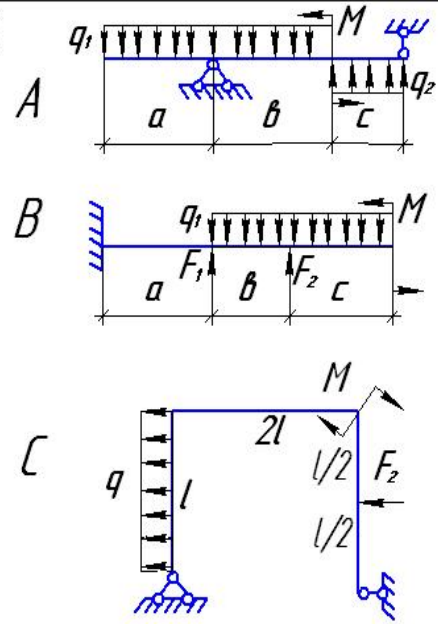 q₁ M
A q₂
a в c
B q₁ M
F₁ F₂
a в c
M
C q l 2l l/2 F₂
l/2